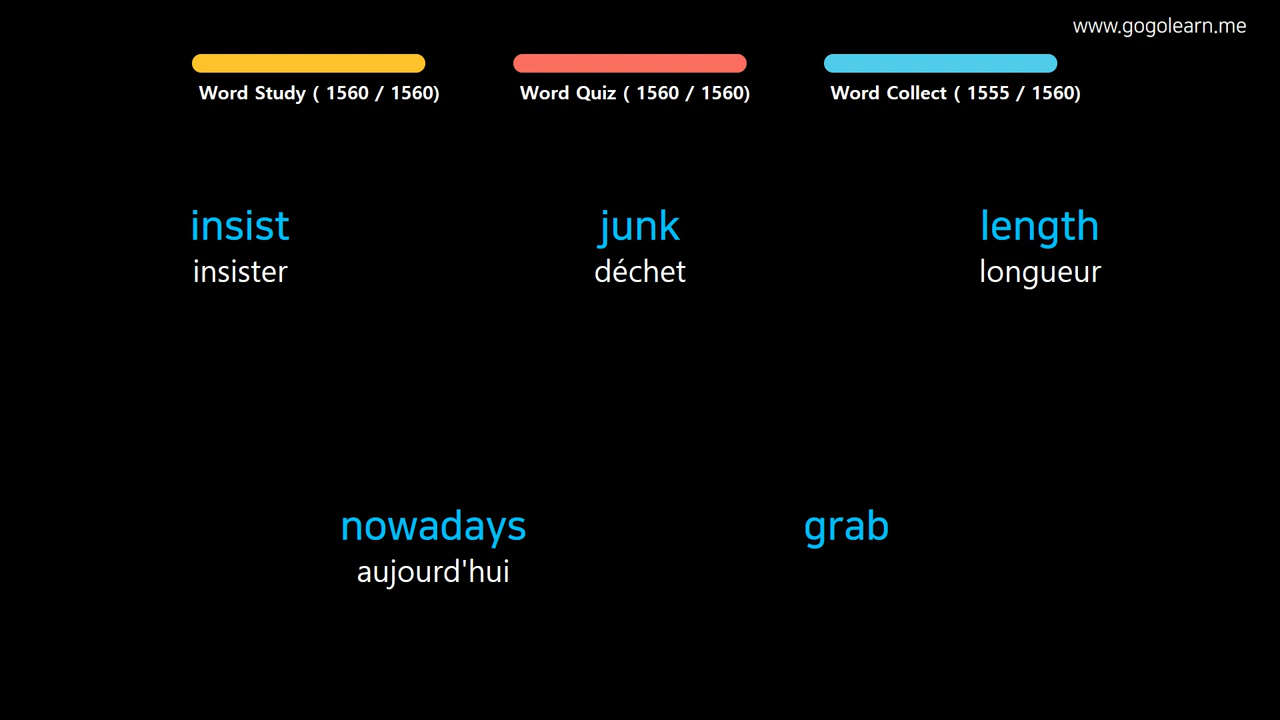 www.gogolearn.me
Word Study ( 1560 / 1560)
Word Quiz ( 1560 / 1560)
Word Collect ( 1555 / 1560)
insist
insister
junk
déchet
length
longueur
nowadays
aujourd'hui
grab